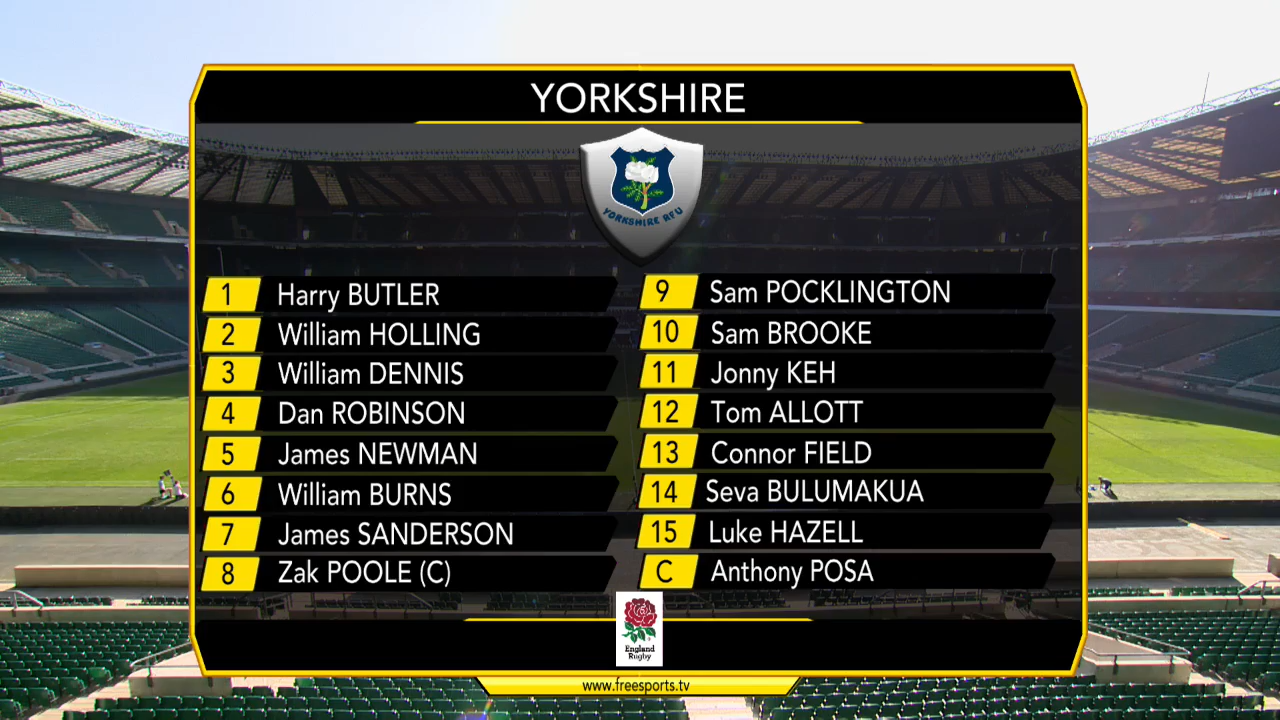 YORKSHIRE
YORKSHIRE RFU
1 Harry BUTLER
2 William HOLLING
3 William DENNIS
4 Dan ROBINSON
5 James NEWMAN
6 William BURNS
7 James SANDERSON
8 Zak POOLE (C)
9 Sam POCKLINGTON
10 Sam BROOKE
11 Jonny KEH
12 Tom ALLOTT
13 Connor FIELD
14 Seva BULUMAKUA
15 Luke HAZELL
C Anthony POSA
England
Rugby
www.freesports.tv